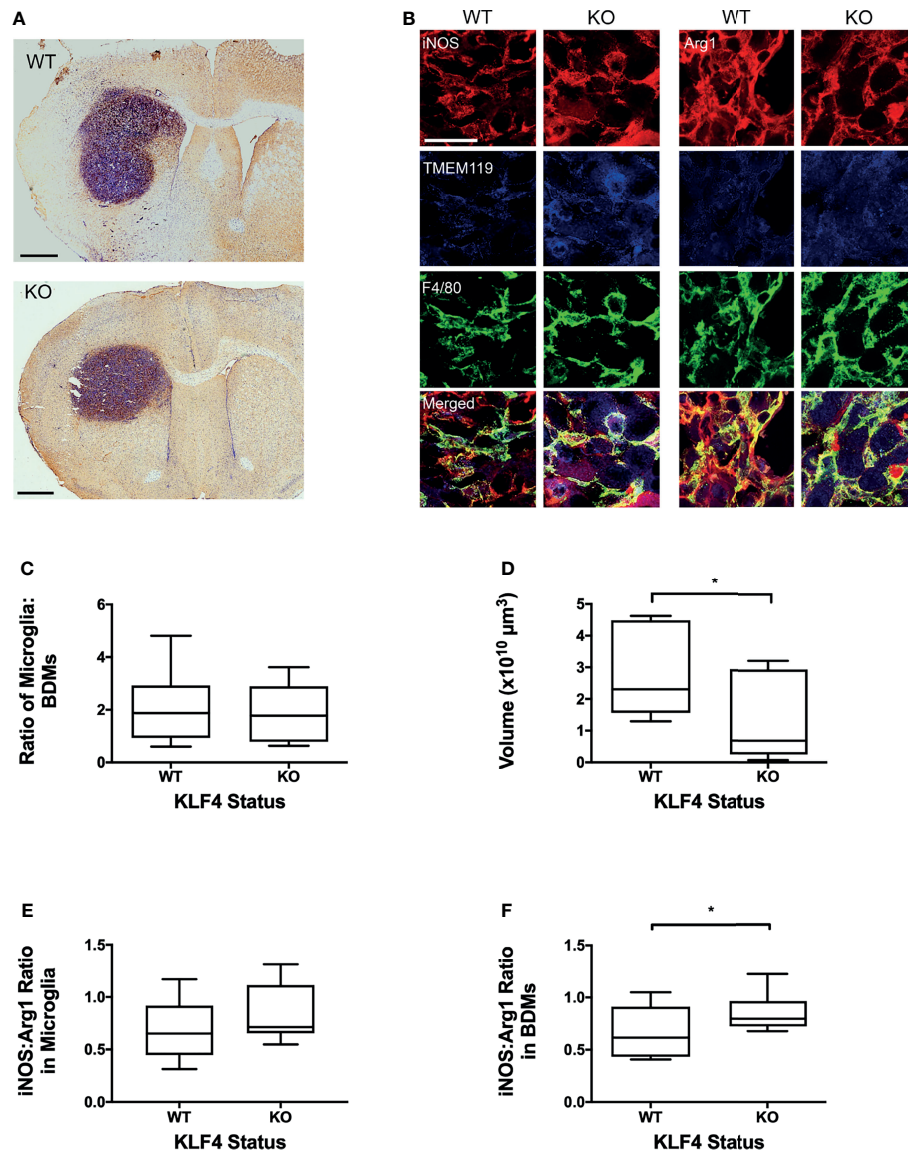 A
WT
KO
B
WT KO WT KO
iNOS Arg1
TMEM119
F4/80
Merged
C
Ratio of Microglia:
BDMs
6
4
2
0
WT KO
KLF4 Status
D
Volume (x10¹⁰ µm³)
5
4
3
2
1
0
*
WT KO
KLF4 Status
E
iNOS:Arg1 Ratio
in Microglia
1.5
1.0
0.5
0.0
WT KO
KLF4 Status
F
iNOS:Arg1 Ratio
in BDMs
1.5
1.0
0.5
0.0
*
WT KO
KLF4 Status